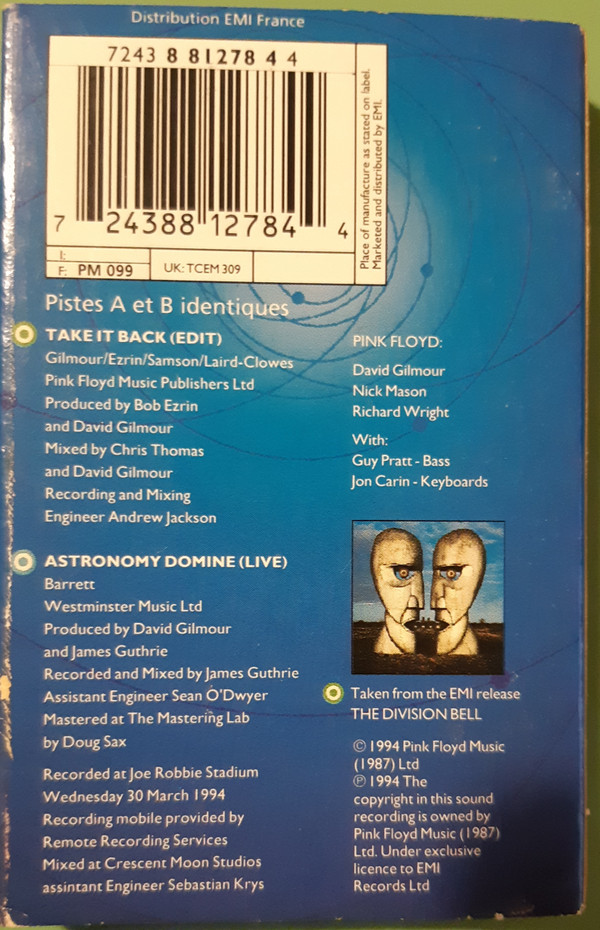 Distribution EMI France
7243 8 81278 4 4
7 24388 12784 4
Place of manufacture as stated on label.
Marketed and distributed by EMI.
I:
F: PM 099
UK: TCEM 309
Pistes A et B identiques
TAKE IT BACK (EDIT)
Gilmour/Ezrin/Samson/Laird-Clowes
Pink Floyd Music Publishers Ltd
Produced by Bob Ezrin
and David Gilmour
Mixed by Chris Thomas
and David Gilmour
Recording and Mixing
Engineer Andrew Jackson
ASTRONOMY DOMINE (LIVE)
Barrett
Westminster Music Ltd
Produced by David Gilmour
and James Guthrie
Recorded and Mixed by James Guthrie
Assistant Engineer Sean O'Dwyer
Mastered at The Mastering Lab
by Doug Sax
Recorded at Joe Robbie Stadium
Wednesday 30 March 1994
Recording mobile provided by
Remote Recording Services
Mixed at Crescent Moon Studios
assintant Engineer Sebastian Krys
PINK FLOYD:
David Gilmour
Nick Mason
Richard Wright
With:
Guy Pratt - Bass
Jon Carin - Keyboards
Taken from the EMI release
THE DIVISION BELL
© 1994 Pink Floyd Music
(1987) Ltd
℗ 1994 The
copyright in this sound
recording is owned by
Pink Floyd Music (1987)
Ltd. Under exclusive
licence to EMI
Records Ltd